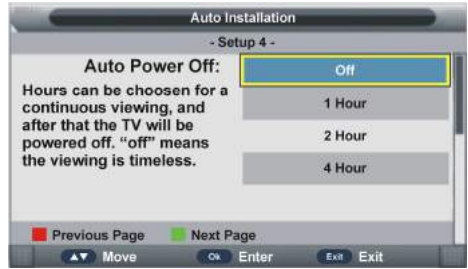 Auto Installation
- Setup 4 -
Auto Power Off:
Hours can be choosen for a
continuous viewing, and
after that the TV will be
powered off. “off” means
the viewing is timeless.
Off
1 Hour
2 Hour
4 Hour
Previous Page Next Page
▲▼ Move Ok Enter Exit Exit